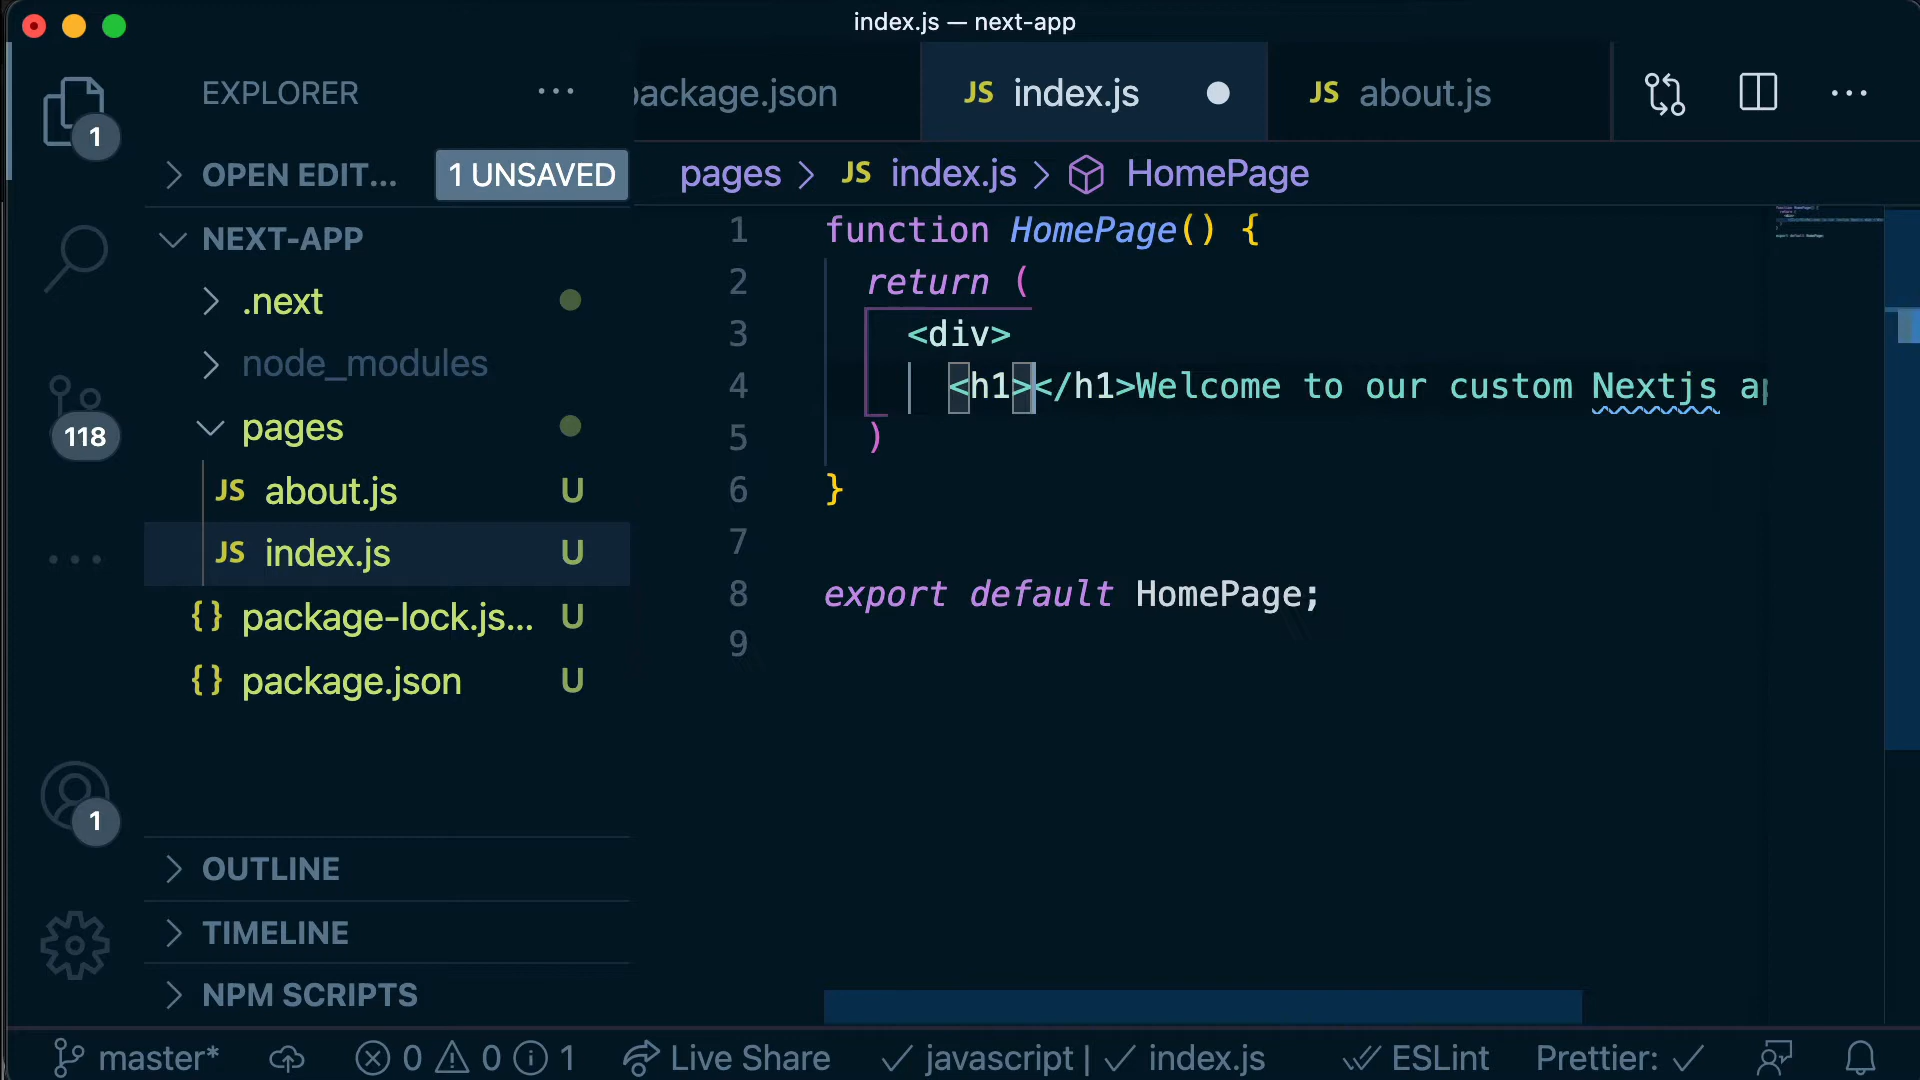 index.js — next-app
EXPLORER
package.json
JS index.js
JS about.js
1
OPEN EDIT... 1 UNSAVED
pages > JS index.js > HomePage
NEXT-APP
.next
node_modules
pages
118
JS about.js U
JS index.js U
{} package-lock.js... U
{} package.json U
1 function HomePage() {
2 return (
3 <div>
4 <h1></h1>Welcome to our custom Nextjs ap
5 )
6 }
7
8 export default HomePage;
9
1
OUTLINE
TIMELINE
NPM SCRIPTS
master* 0 0 1 Live Share javascript | index.js ESLint Prettier: